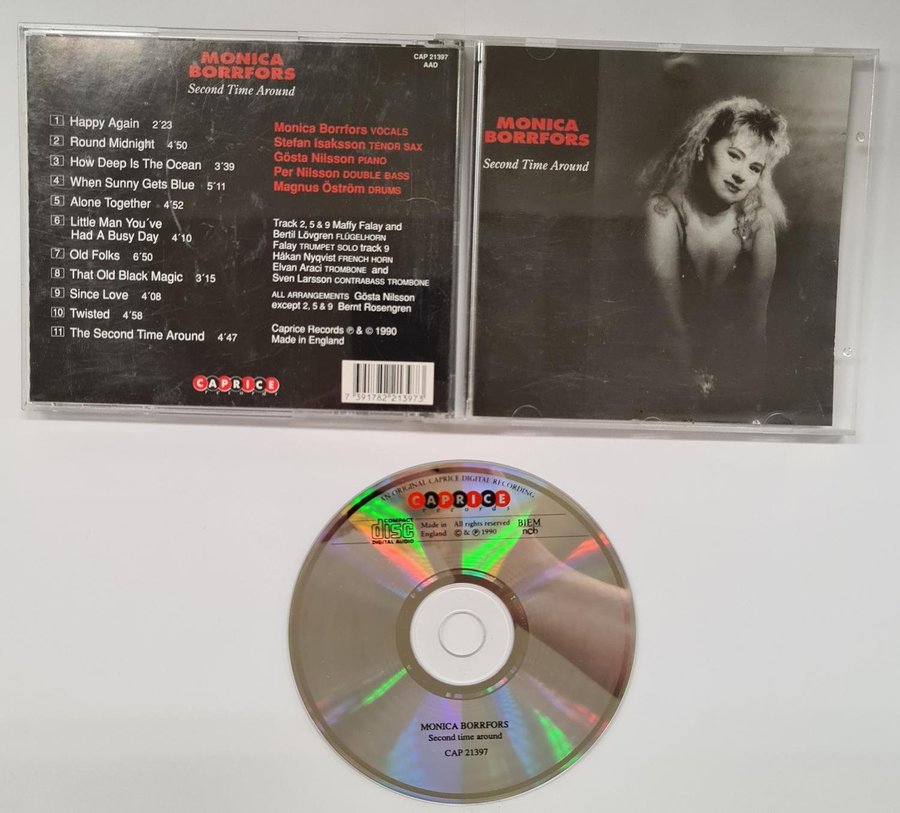 MONICA
BORRFORS
Second Time Around
CAP 21397
AAD
1 Happy Again 2´23
2 Round Midnight 4´50
3 How Deep Is The Ocean 3´39
4 When Sunny Gets Blue 5´11
5 Alone Together 4´52
6 Little Man You´ve
Had A Busy Day 4´10
7 Old Folks 6´50
8 That Old Black Magic 3´15
9 Since Love 4´08
10 Twisted 4´58
11 The Second Time Around 4´47
Monica Borrfors VOCALS
Stefan Isaksson TENOR SAX
Gösta Nilsson PIANO
Per Nilsson DOUBLE BASS
Magnus Öström DRUMS
Track 2, 5 & 9 Maffy Falay and
Bertil Lövgren FLÜGELHORN
Falay TRUMPET SOLO track 9
Håkan Nyqvist FRENCH HORN
Elvan Araci TROMBONE and
Sven Larsson CONTRABASS TROMBONE
ALL ARRANGEMENTS Gösta Nilsson
except 2, 5 & 9 Bernt Rosengren
Caprice Records ℗ & © 1990
Made in England
CAPRICE
records
7 391782 213973
MONICA
BORRFORS
Second Time Around
AN ORIGINAL CAPRICE DIGITAL RECORDING
CAPRICE
records
COMPACT
disc
DIGITAL AUDIO
Made in
England
All rights reserved
© & ℗ 1990
BIEM
ncb
MONICA BORRFORS
Second time around
CAP 21397